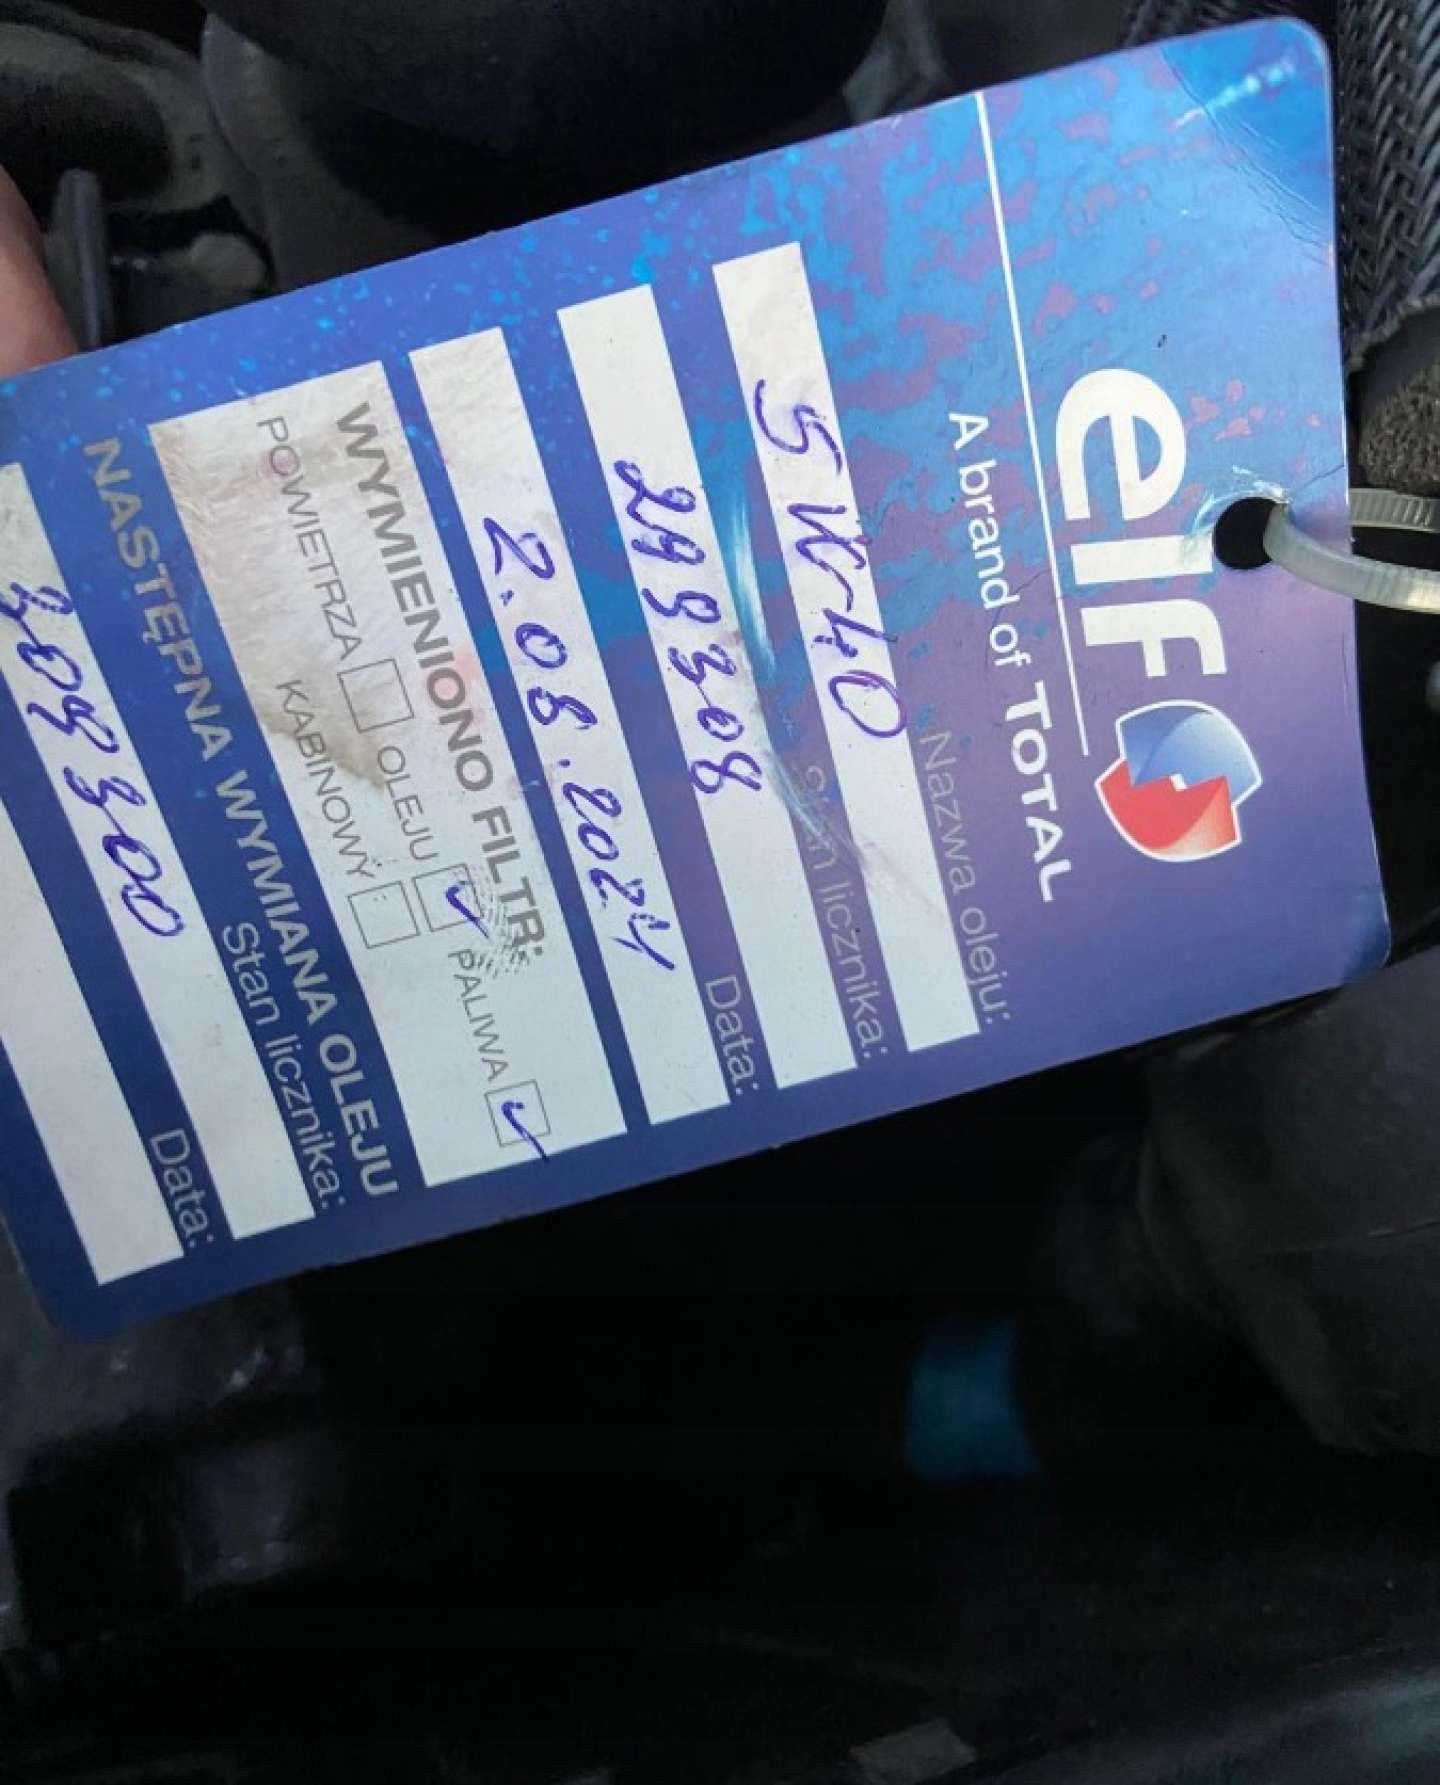 elf
A brand of TOTAL
Nazwa oleju:
5W40
Stan licznika:
299308
Data:
2.08.2024
WYMIENIONO FILTR:
POWIETRZA OLEJU PALIWA
KABINOWY
NASTĘPNA WYMIANA OLEJU
Stan licznika:
309300
Data: